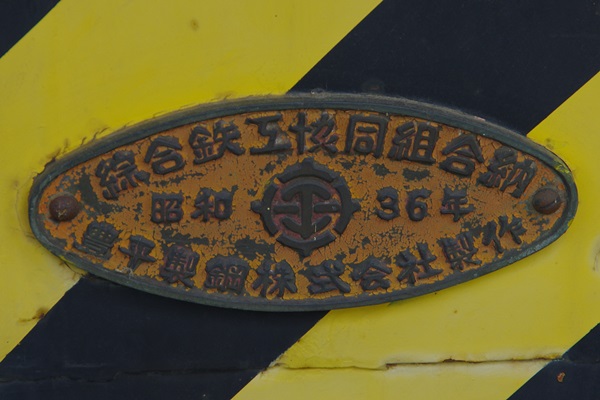 綜合鉄工協同組合納
昭和 36年
豊平製鋼株式会社製作